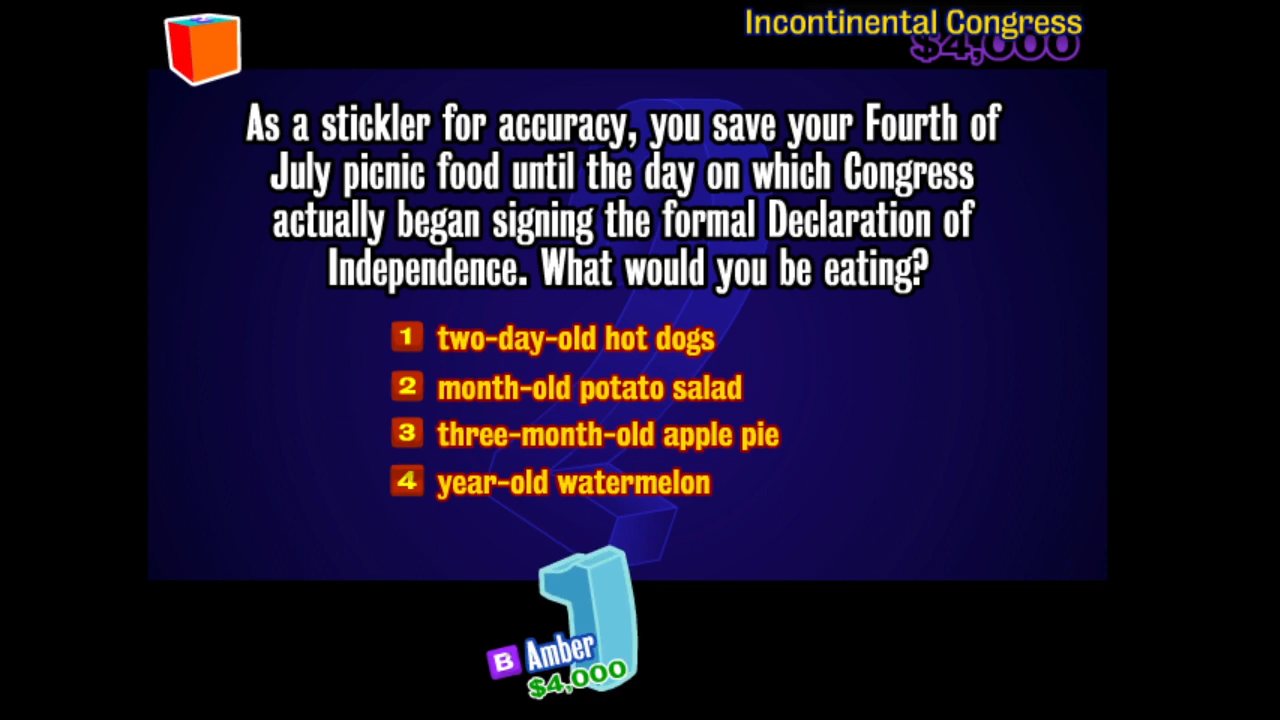 Incontinental Congress
$4,000
As a stickler for accuracy, you save your Fourth of
July picnic food until the day on which Congress
actually began signing the formal Declaration of
Independence. What would you be eating?
1 two-day-old hot dogs
2 month-old potato salad
3 three-month-old apple pie
4 year-old watermelon
1
B Amber
$4,000